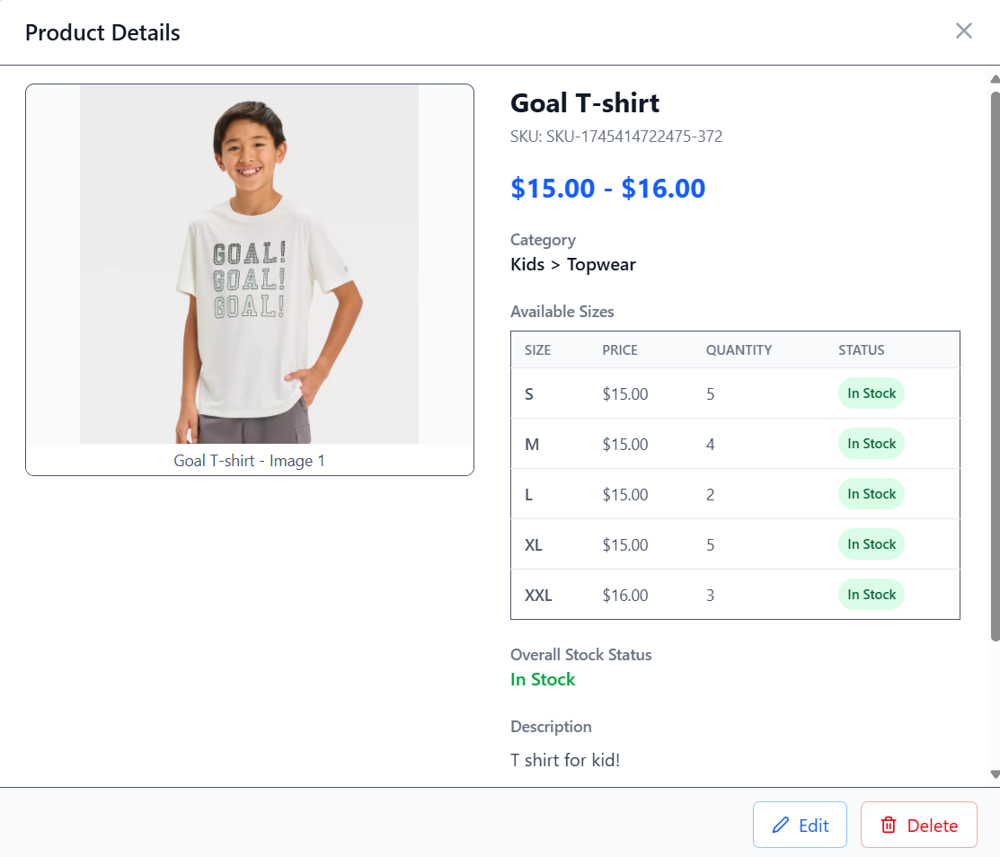 Product Details
Goal T-shirt
SKU: SKU-1745414722475-372
$15.00 - $16.00
Category
Kids > Topwear
Available Sizes
SIZE PRICE QUANTITY STATUS
S $15.00 5 In Stock
M $15.00 4 In Stock
L $15.00 2 In Stock
XL $15.00 5 In Stock
XXL $16.00 3 In Stock
Overall Stock Status
In Stock
Description
T shirt for kid!
GOAL!
GOAL!
GOAL!
Goal T-shirt - Image 1
Edit
Delete